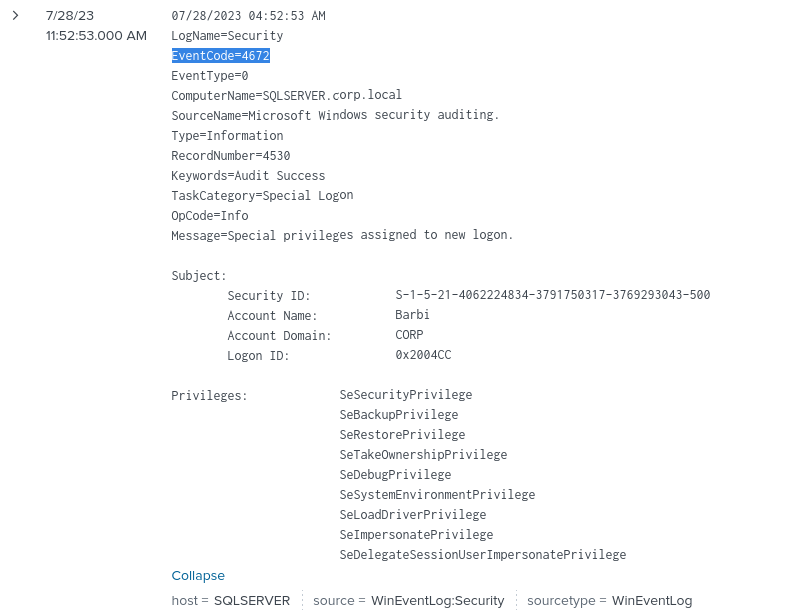 7/28/23
11:52:53.000 AM
07/28/2023 04:52:53 AM
LogName=Security
EventCode=4672
EventType=0
ComputerName=SQLSERVER.corp.local
SourceName=Microsoft Windows security auditing.
Type=Information
RecordNumber=4530
Keywords=Audit Success
TaskCategory=Special Logon
OpCode=Info
Message=Special privileges assigned to new logon.
Subject:
Security ID: S-1-5-21-4062224834-3791750317-3769293043-500
Account Name: Barbi
Account Domain: CORP
Logon ID: 0x2004CC
Privileges: SeSecurityPrivilege
SeBackupPrivilege
SeRestorePrivilege
SeTakeOwnershipPrivilege
SeDebugPrivilege
SeSystemEnvironmentPrivilege
SeLoadDriverPrivilege
SeImpersonatePrivilege
SeDelegateSessionUserImpersonatePrivilege
Collapse
host = SQLSERVER source = WinEventLog:Security sourcetype = WinEventLog